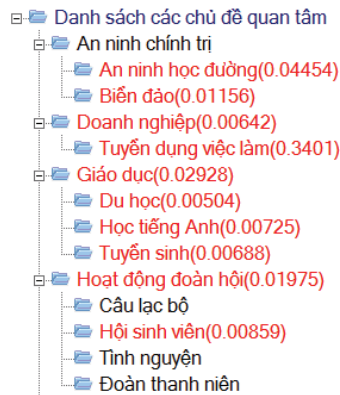 Danh sách các chủ đề quan tâm
An ninh chính trị
An ninh học đường(0.04454)
Biển đảo(0.01156)
Doanh nghiệp(0.00642)
Tuyển dụng việc làm(0.3401)
Giáo dục(0.02928)
Du học(0.00504)
Học tiếng Anh(0.00725)
Tuyển sinh(0.00688)
Hoạt động đoàn hội(0.01975)
Câu lạc bộ
Hội sinh viên(0.00859)
Tình nguyện
Đoàn thanh niên